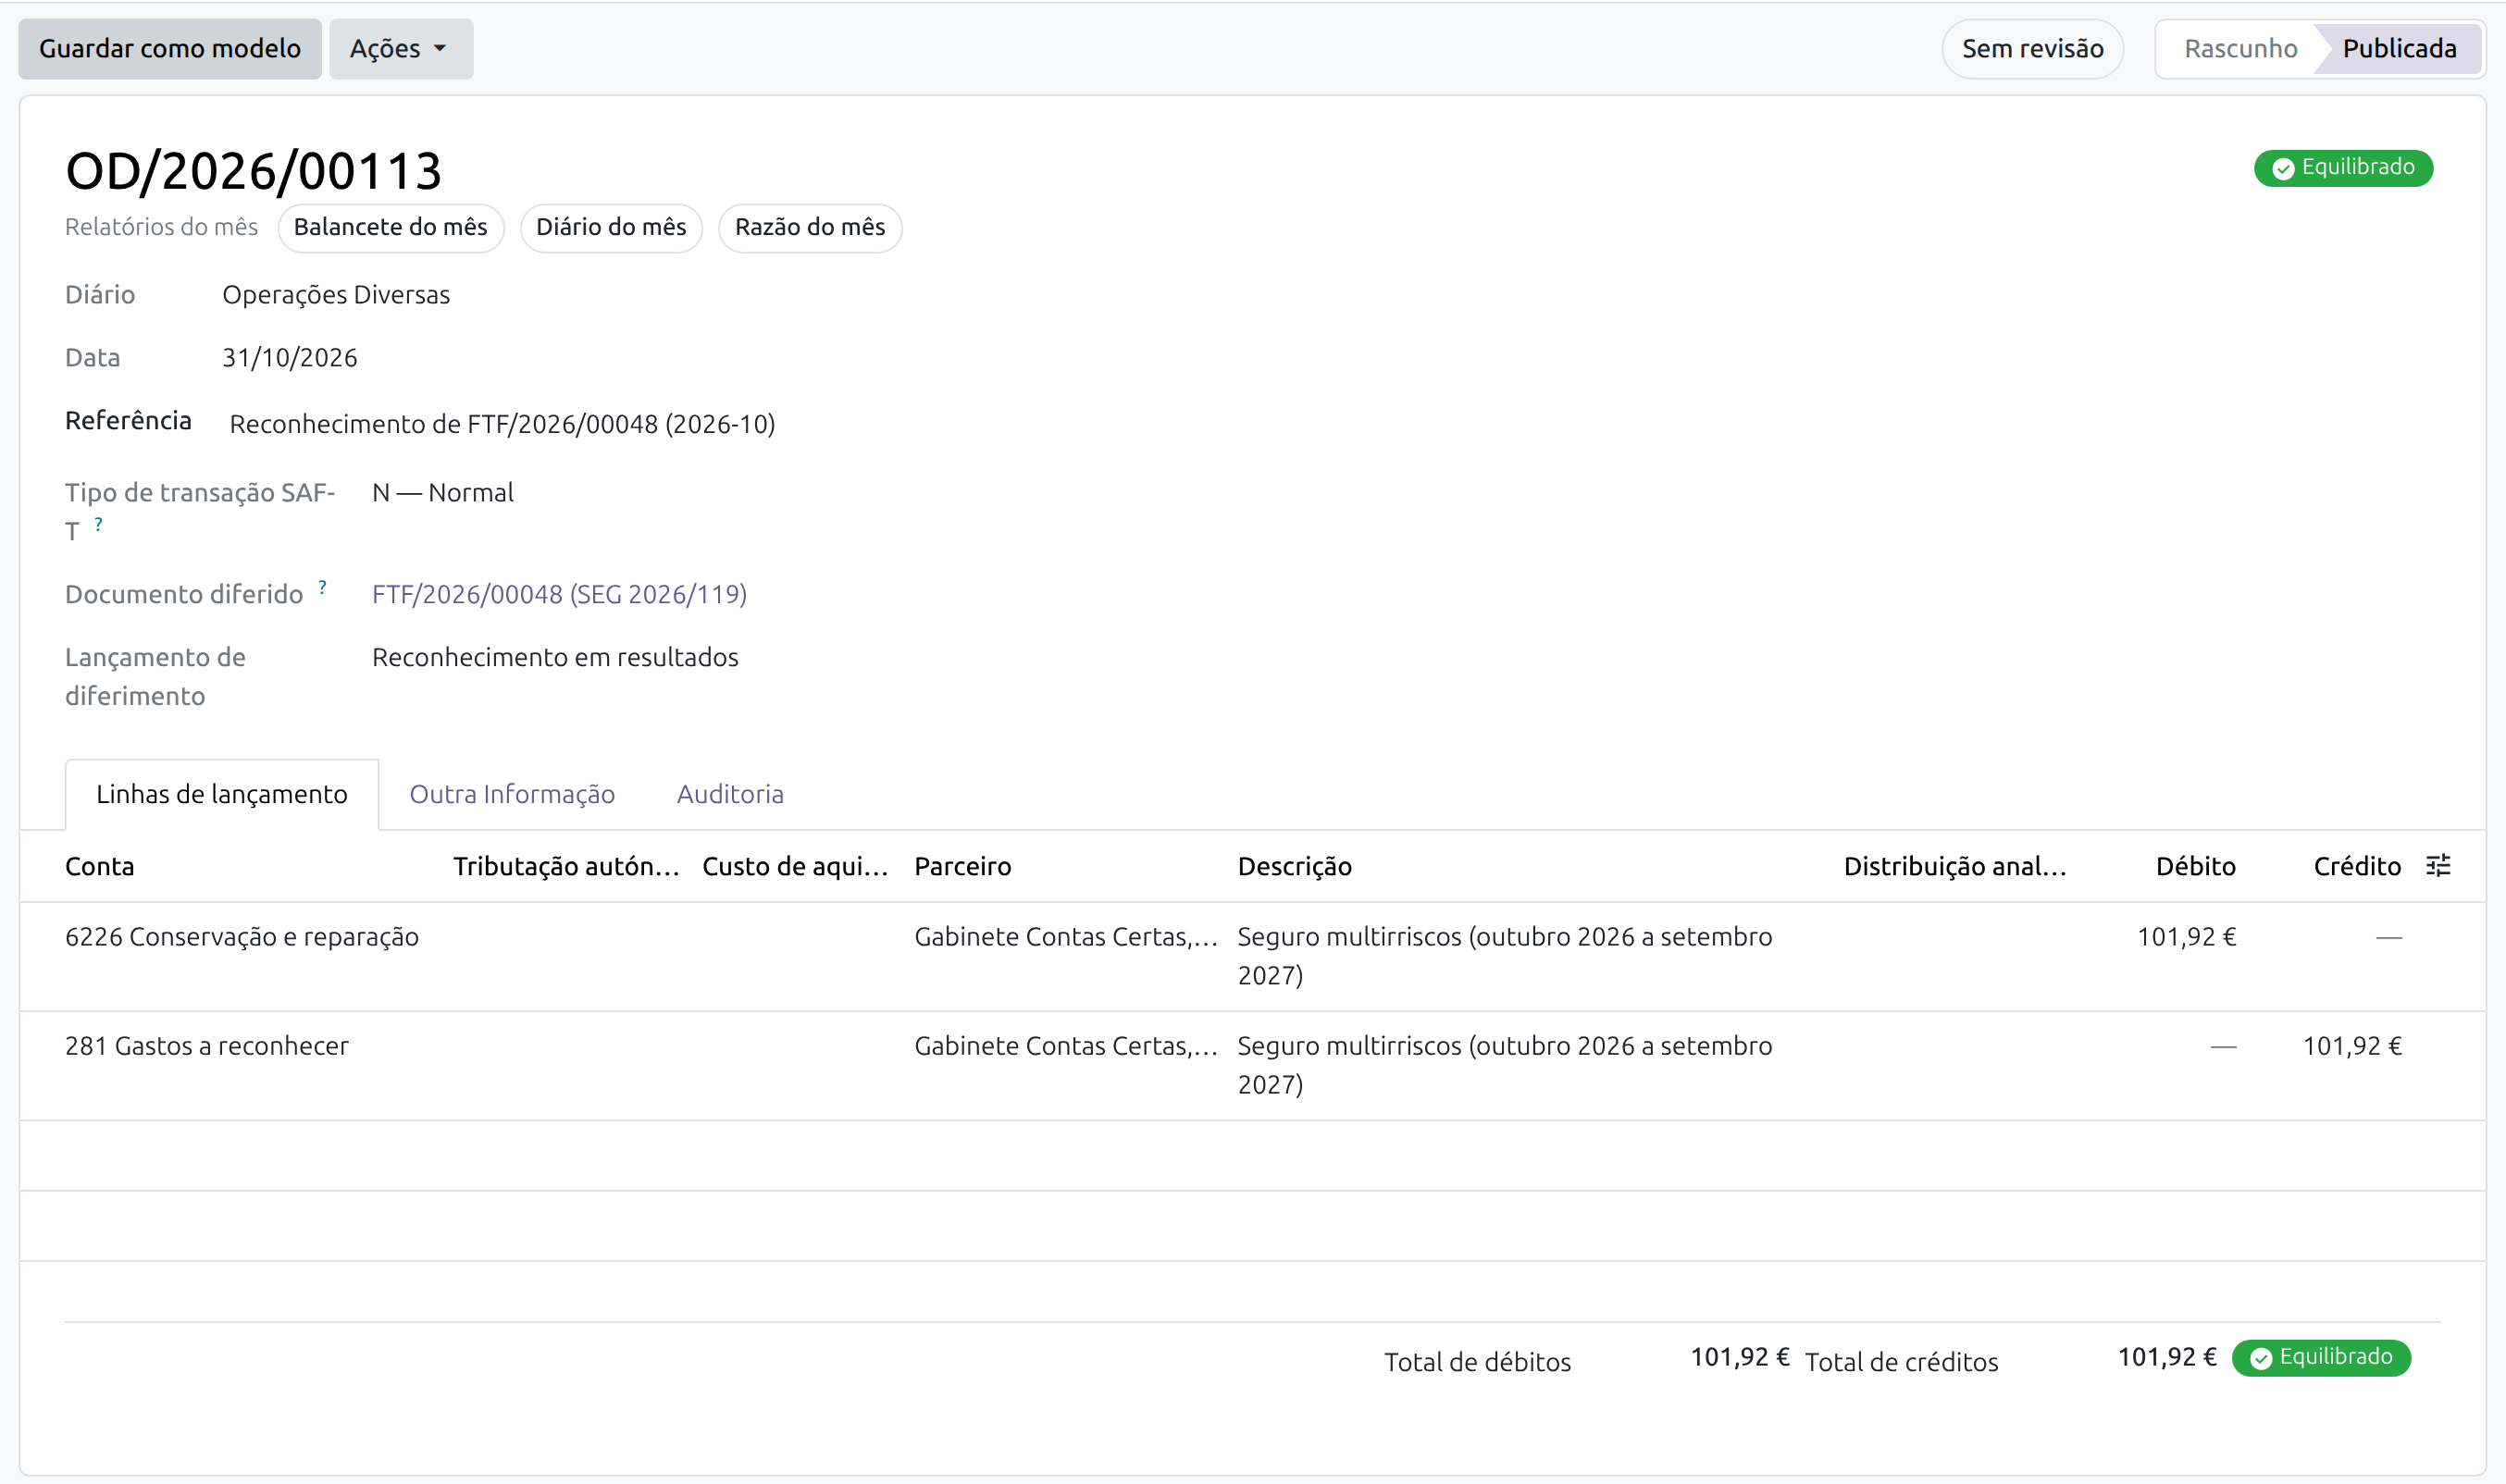 Guardar como modelo Ações Sem revisão Rascunho Publicada
OD/2026/00113 Equilibrado
Relatórios do mês Balancete do mês Diário do mês Razão do mês
Diário Operações Diversas
Data 31/10/2026
Referência Reconhecimento de FTF/2026/00048 (2026-10)
Tipo de transação SAF- N — Normal
T ?
Documento diferido ? FTF/2026/00048 (SEG 2026/119)
Lançamento de Reconhecimento em resultados
diferimento
Linhas de lançamento Outra Informação Auditoria
Conta Tributação autón... Custo de aqui... Parceiro Descrição Distribuição anal... Débito Crédito
6226 Conservação e reparação Gabinete Contas Certas,... Seguro multirriscos (outubro 2026 a setembro 101,92 € —
2027)
281 Gastos a reconhecer Gabinete Contas Certas,... Seguro multirriscos (outubro 2026 a setembro — 101,92 €
2027)
Total de débitos 101,92 € Total de créditos 101,92 € Equilibrado